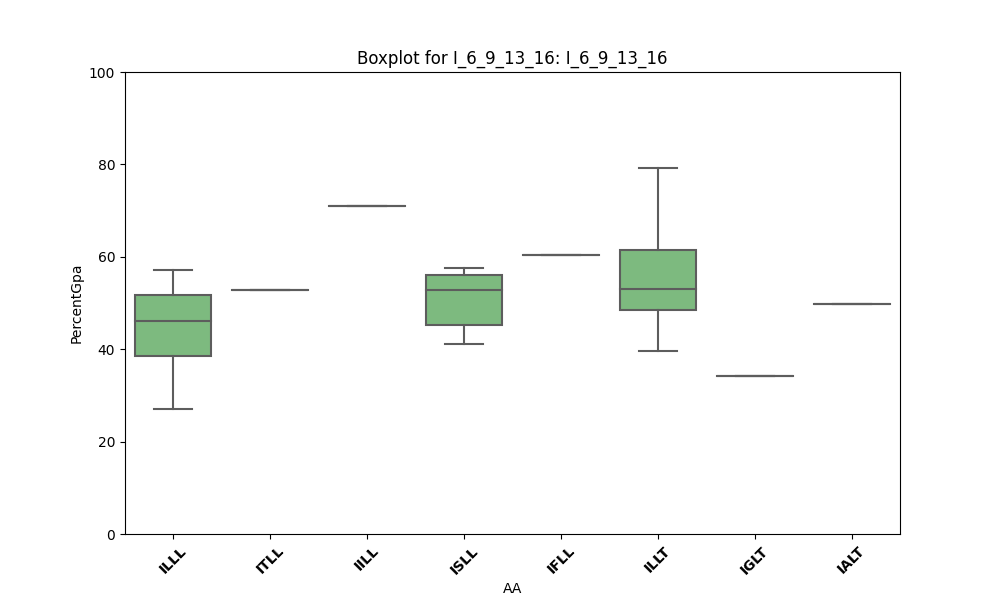 Boxplot for I_6_9_13_16: I_6_9_13_16
100
80
60
40
20
0
PercentGpa
ILLL
ITLL
IILL
ISLL
IFLL
ILLT
IGLT
IALT
AA